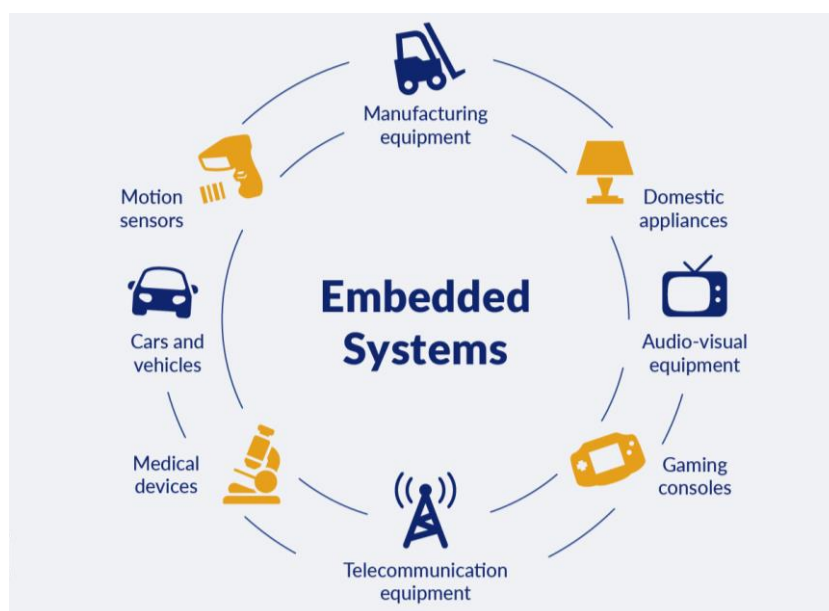 Manufacturing
equipment
Motion
sensors
Domestic
appliances
Embedded
Systems
Cars and
vehicles
Audio-visual
equipment
Medical
devices
Gaming
consoles
Telecommunication
equipment